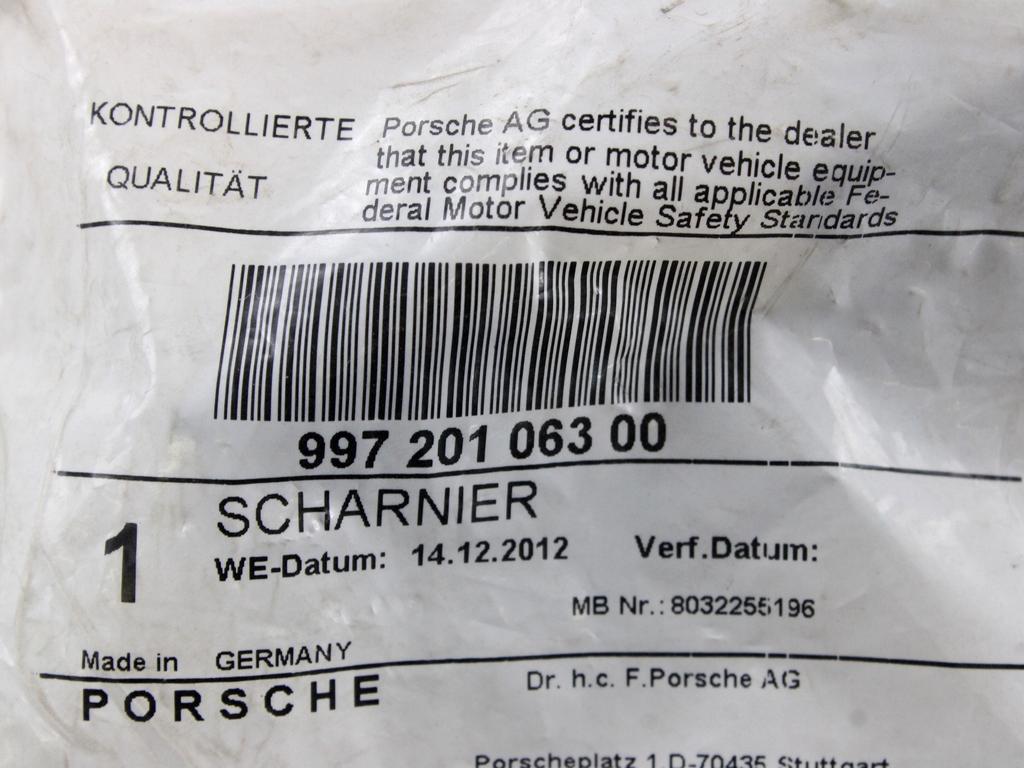 KONTROLLIERTE
QUALITÄT
Porsche AG certifies to the dealer
that this item or motor vehicle equip-
ment complies with all applicable Fe-
deral Motor Vehicle Safety Standards
997 201 063 00
1
SCHARNIER
WE-Datum: 14.12.2012 Verf.Datum:
MB Nr.: 8032255196
Made in GERMANY
PORSCHE
Dr. h.c. F.Porsche AG
Porscheplatz 1,D-70435 Stuttgart